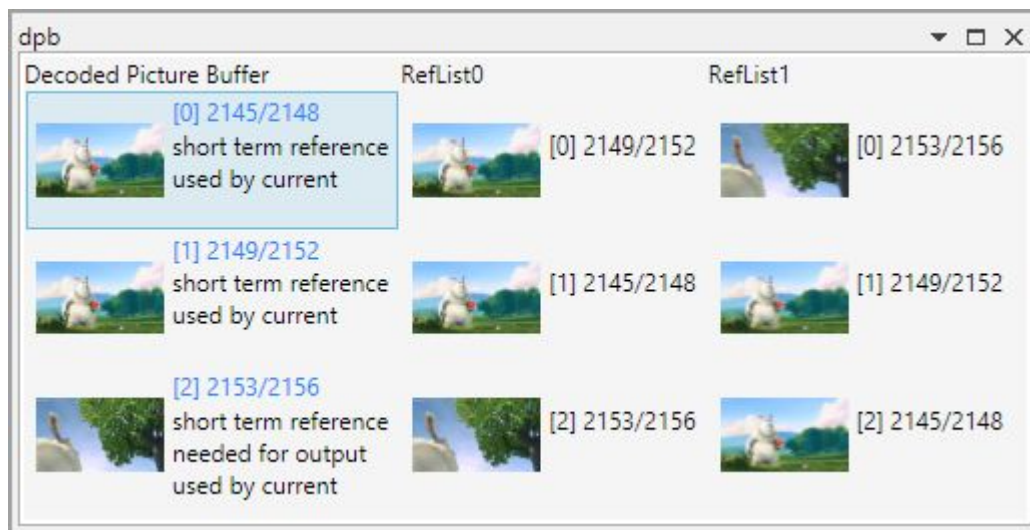 dpb
Decoded Picture Buffer RefList0 RefList1
[0] 2145/2148
short term reference
used by current
[0] 2149/2152
[0] 2153/2156
[1] 2149/2152
short term reference
used by current
[1] 2145/2148
[1] 2149/2152
[2] 2153/2156
short term reference
needed for output
used by current
[2] 2153/2156
[2] 2145/2148